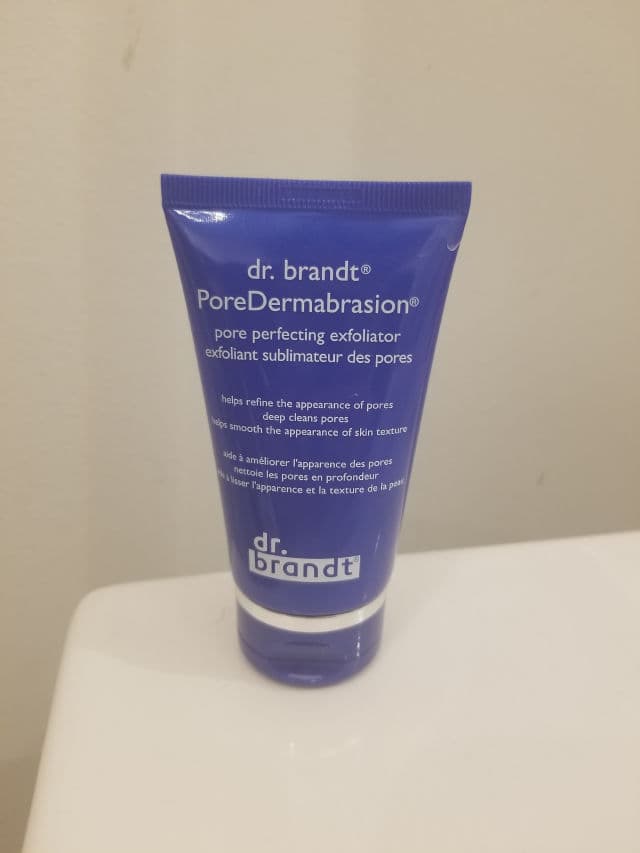 dr. brandt®
PoreDermabrasion®
pore perfecting exfoliator
exfoliant sublimateur des pores
helps refine the appearance of pores
deep cleans pores
helps smooth the appearance of skin texture
aide à améliorer l'apparence des pores
nettoie les pores en profondeur
à lisser l'apparence et la texture de la peau
dr.
brandt®